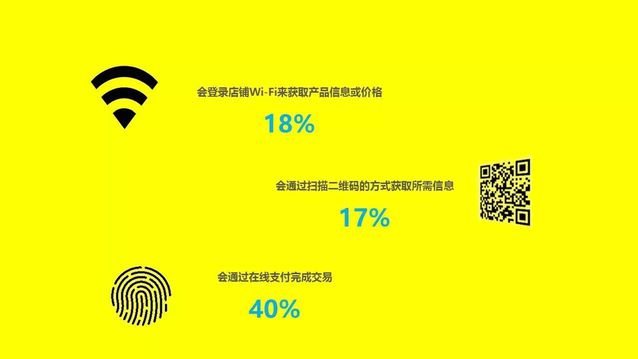 会登录店铺Wi-Fi来获取产品信息或价格
18%
会通过扫描二维码的方式获取所需信息
17%
会通过在线支付完成交易
40%